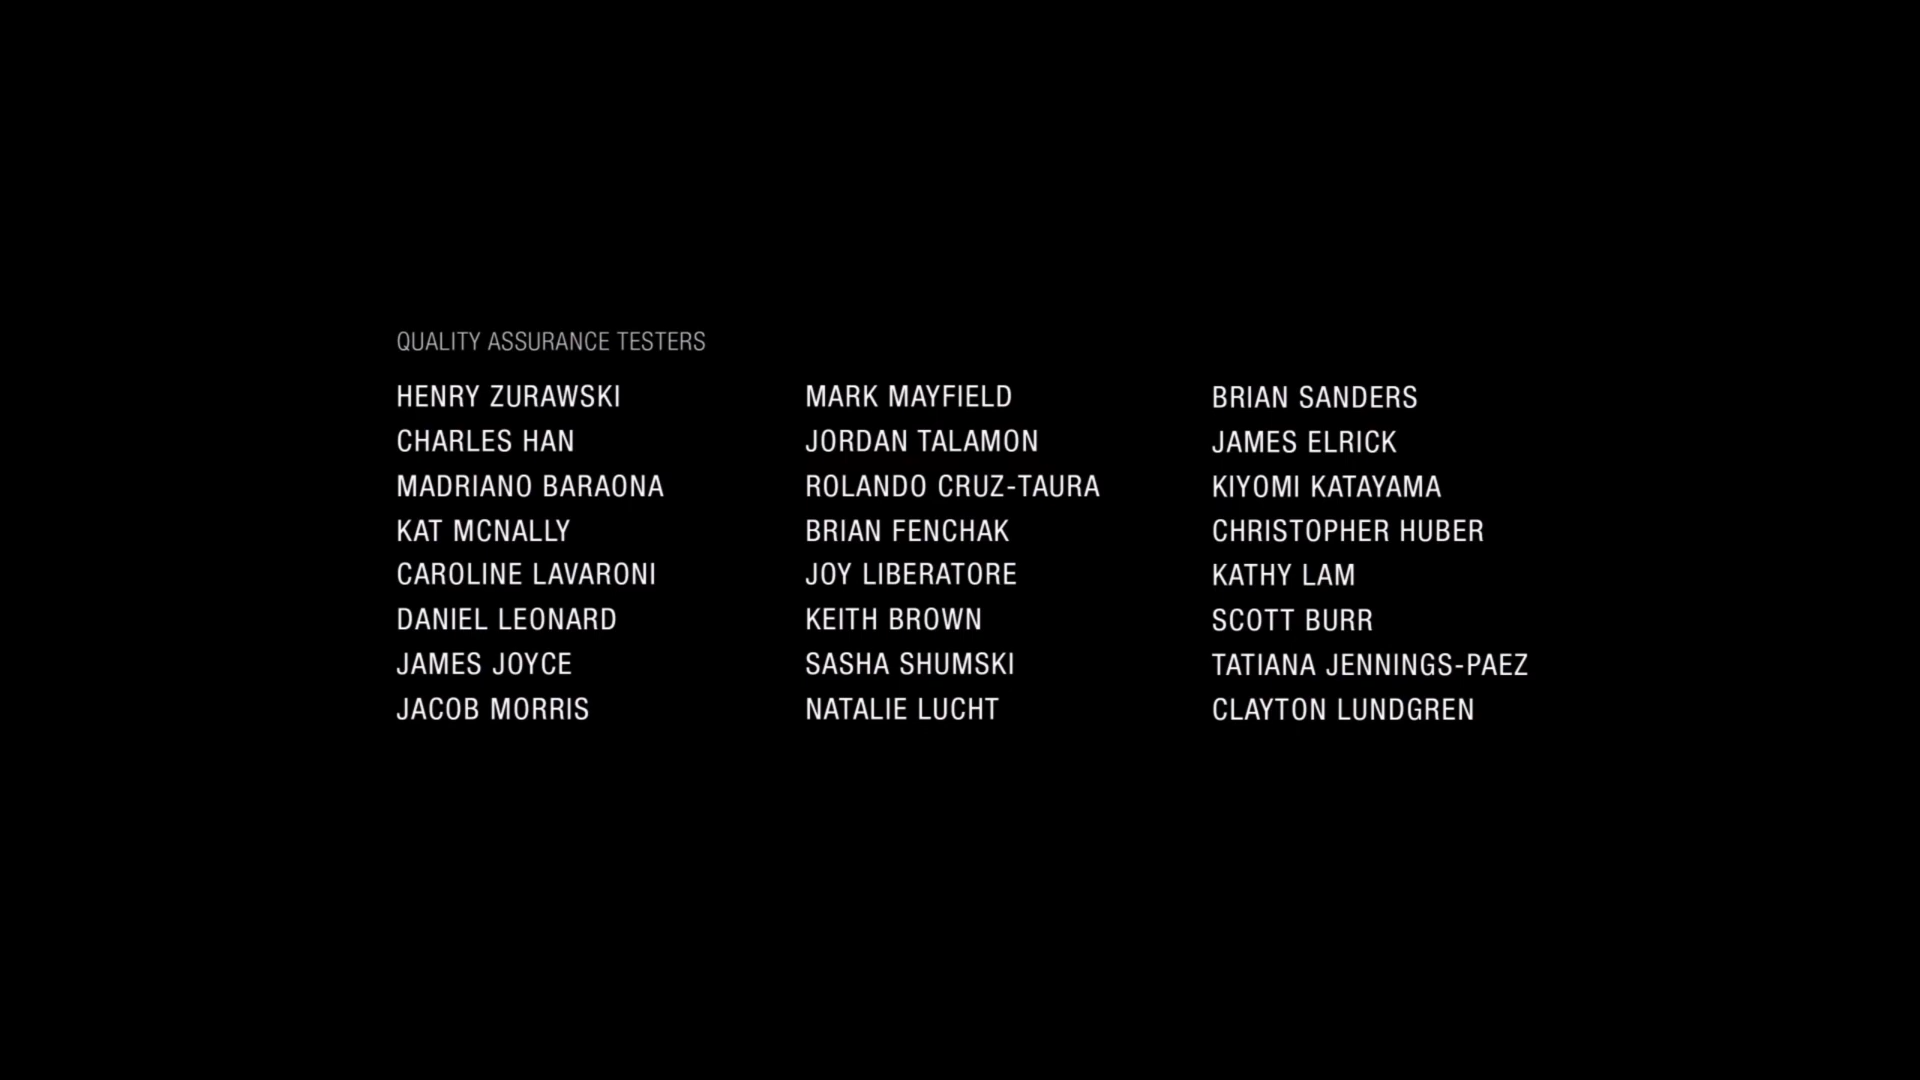 QUALITY ASSURANCE TESTERS
HENRY ZURAWSKI
CHARLES HAN
MADRIANO BARAONA
KAT MCNALLY
CAROLINE LAVARONI
DANIEL LEONARD
JAMES JOYCE
JACOB MORRIS
MARK MAYFIELD
JORDAN TALAMON
ROLANDO CRUZ-TAURA
BRIAN FENCHAK
JOY LIBERATORE
KEITH BROWN
SASHA SHUMSKI
NATALIE LUCHT
BRIAN SANDERS
JAMES ELRICK
KIYOMI KATAYAMA
CHRISTOPHER HUBER
KATHY LAM
SCOTT BURR
TATIANA JENNINGS-PAEZ
CLAYTON LUNDGREN